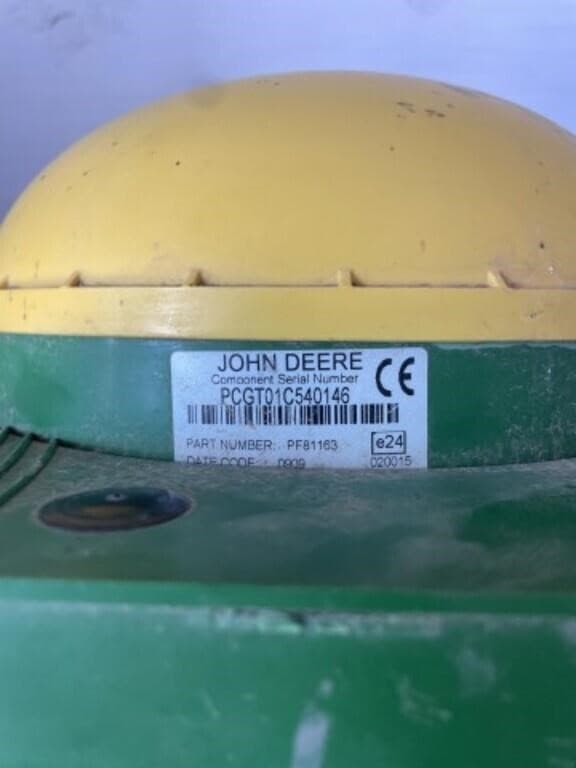 JOHN DEERE CE
Component Serial Number
PCGT01C540146
PART NUMBER: PF81163 e24
DATE CODE: 0909 020015